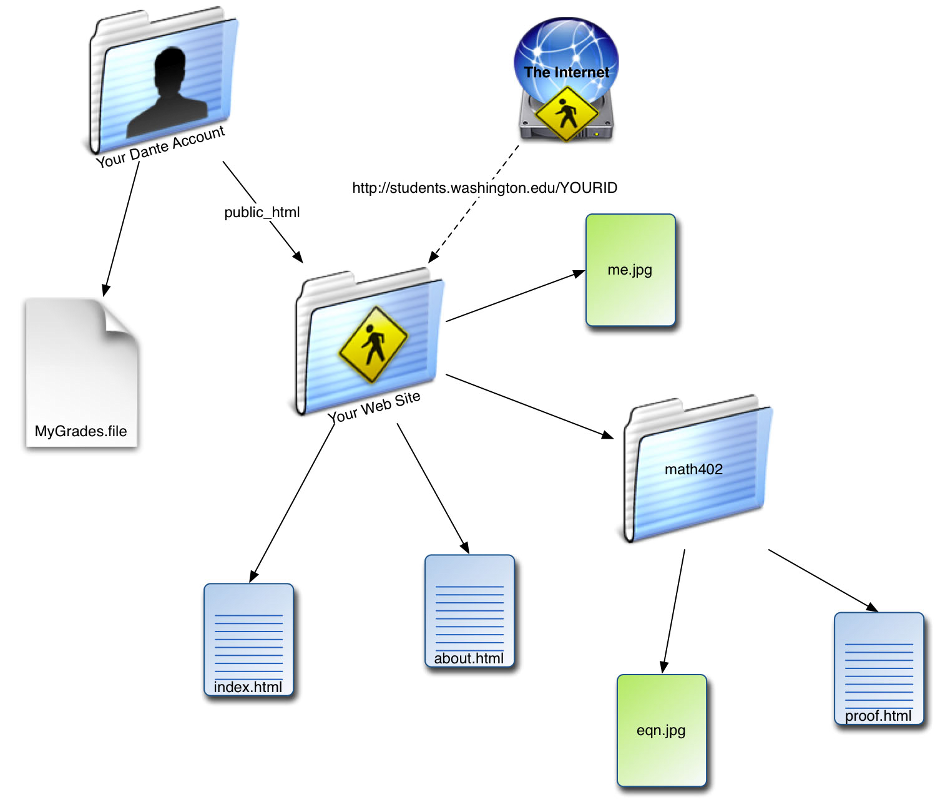 The Internet
Your Dante Account
http://students.washington.edu/YOURID
public_html
me.jpg
Your Web Site
MyGrades.file
math402
about.html
index.html
proof.html
eqn.jpg